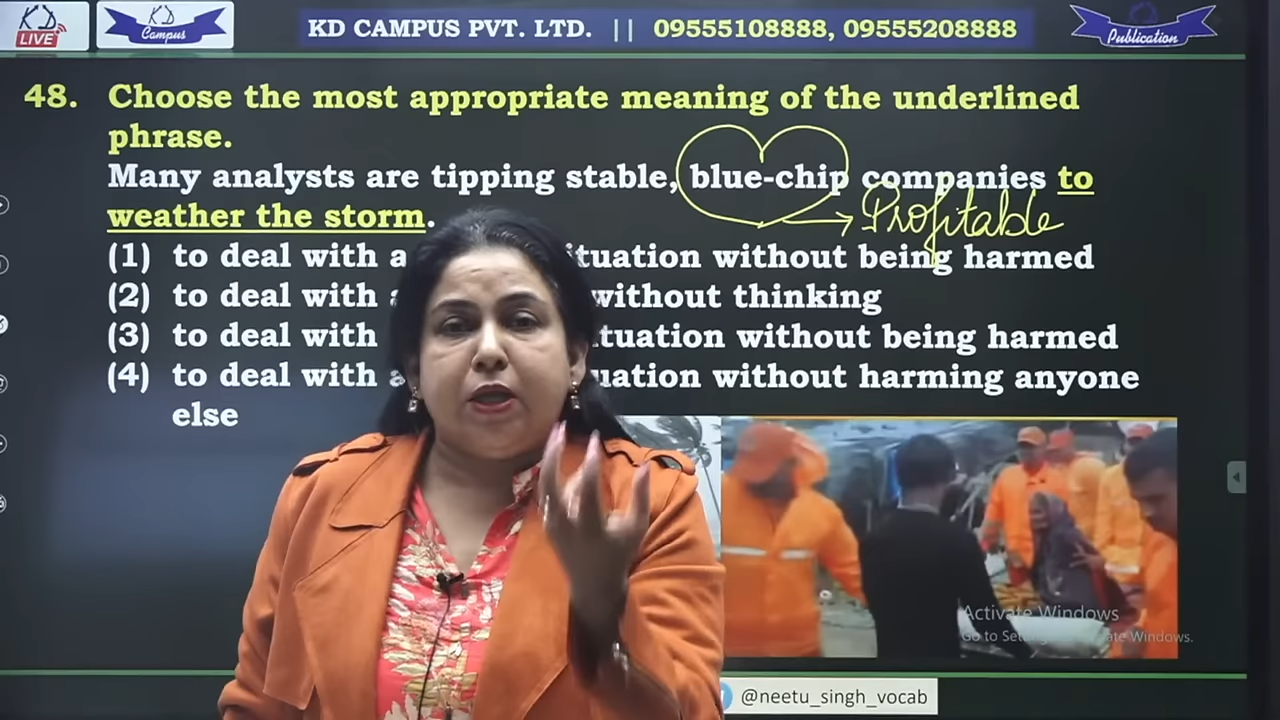 KD
LIVE
KD
Campus
KD CAMPUS PVT. LTD. || 09555108888, 09555208888
Publication
48. Choose the most appropriate meaning of the underlined
phrase.
Many analysts are tipping stable, blue-chip companies to
weather the storm.
Profitable
(1) to deal with a ituation without being harmed
(2) to deal with a without thinking
(3) to deal with tuation without being harmed
(4) to deal with a uation without harming anyone
else
Activate Windows
Go to Windows.
@neetu_singh_vocab